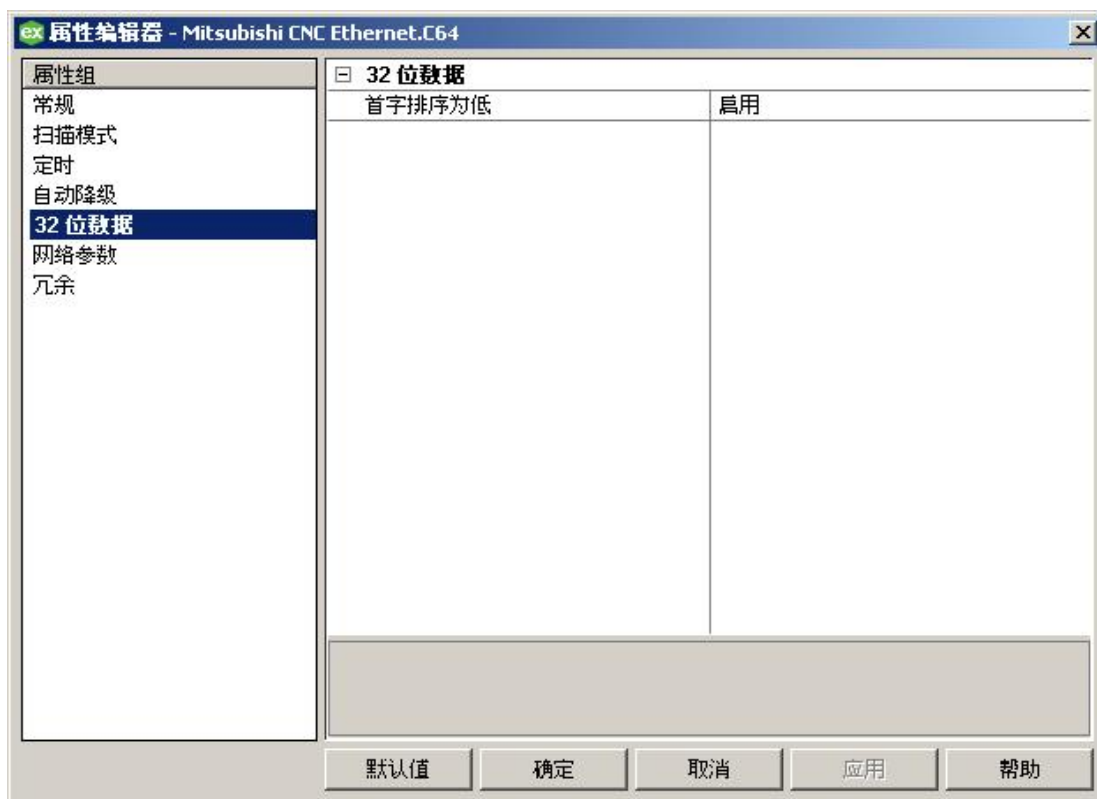 ex 属性编辑器 - Mitsubishi CNC Ethernet.C64
属性组
常规
扫描模式
定时
自动降级
32 位数据
网络参数
冗余
32 位数据
首字排序为低 启用
默认值 确定 取消 应用 帮助